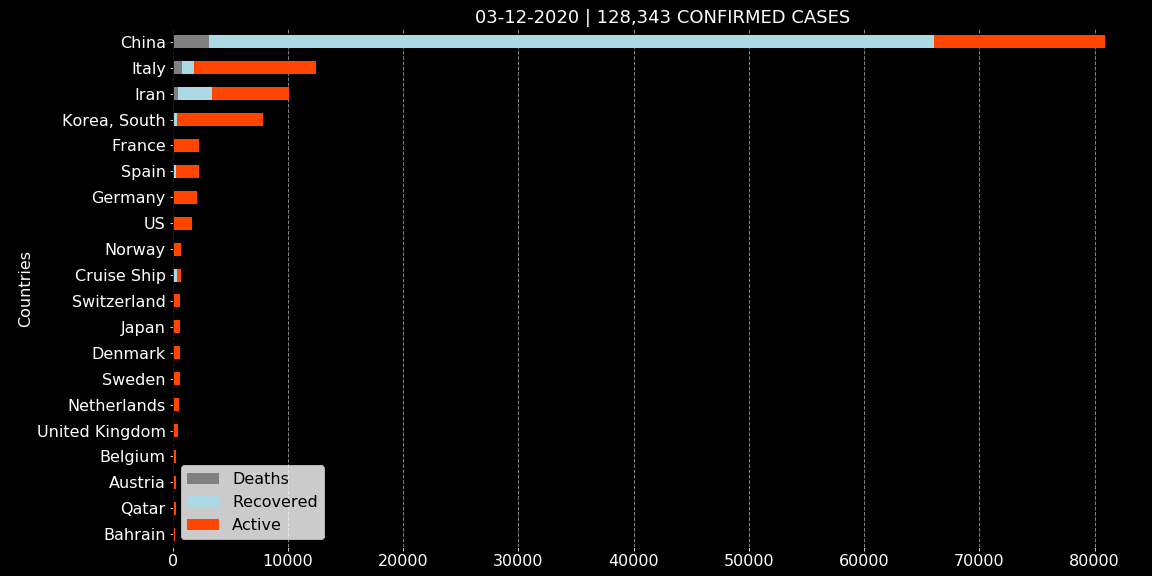 03-12-2020 | 128,343 CONFIRMED CASES
Countries
China
Italy
Iran
Korea, South
France
Spain
Germany
US
Norway
Cruise Ship
Switzerland
Japan
Denmark
Sweden
Netherlands
United Kingdom
Belgium
Austria
Qatar
Bahrain
Deaths
Recovered
Active
0 10000 20000 30000 40000 50000 60000 70000 80000